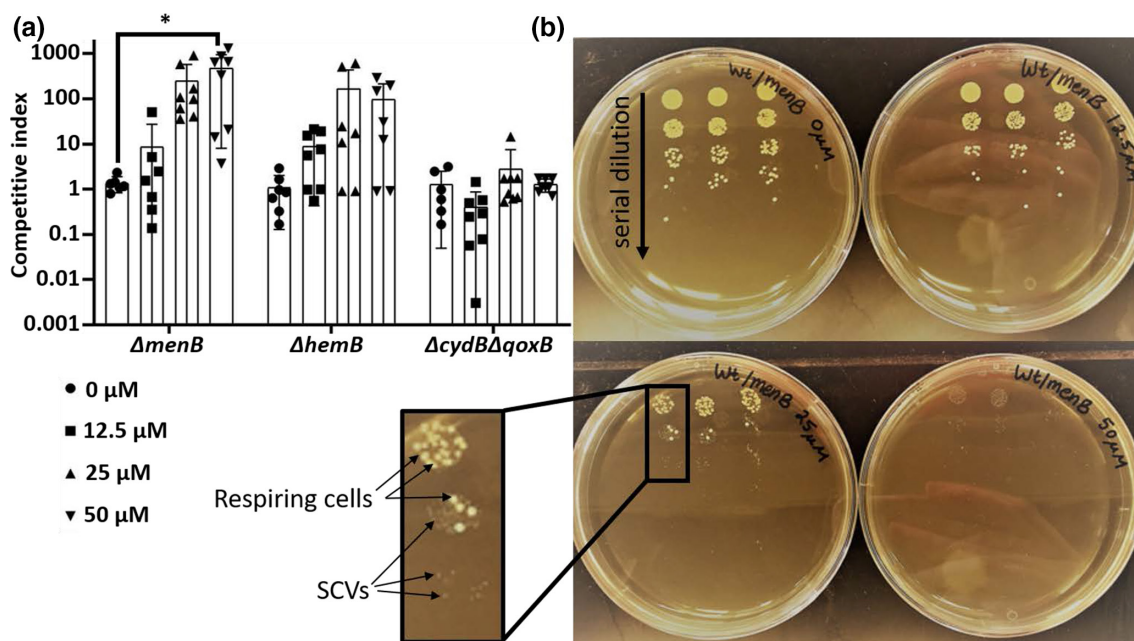 (a)
*
Competitive index
1000
100
10
1
0.1
0.01
0.001
ΔmenB
ΔhemB
ΔcydBΔqoxB
0 μM
12.5 μM
25 μM
50 μM
Respiring cells
SCVs
(b)
serial dilution
Wt/menB 0μM
Wt/menB 12.5μM
Wt/menB 25μM
Wt/menB 50μM